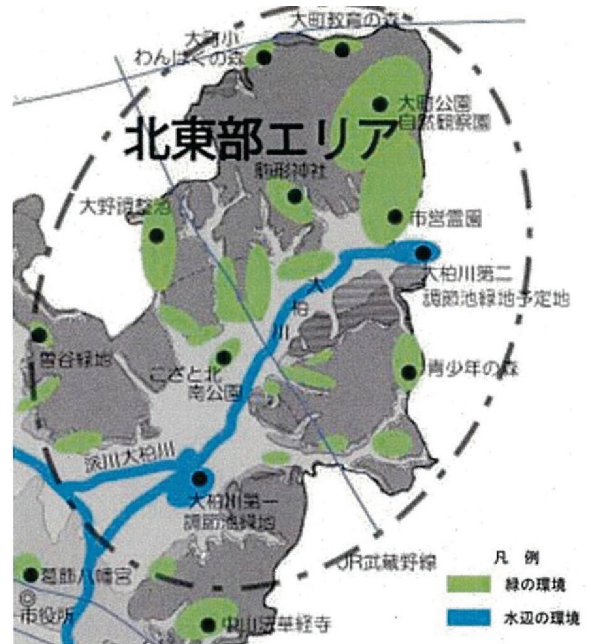 大町教育の森
大町小
わんぱくの森
大町公園
自然観察園
北東部エリア
駒形神社
大野調整池
市営霊園
大柏川第二
調節池緑地予定地
大柏川
曽谷緑地
こざと北
南公園
青少年の森
派川大柏川
大柏川第一
調節池緑地
JR武蔵野線
凡例
緑の環境
水辺の環境
葛飾八幡宮
市役所
中山法華経寺